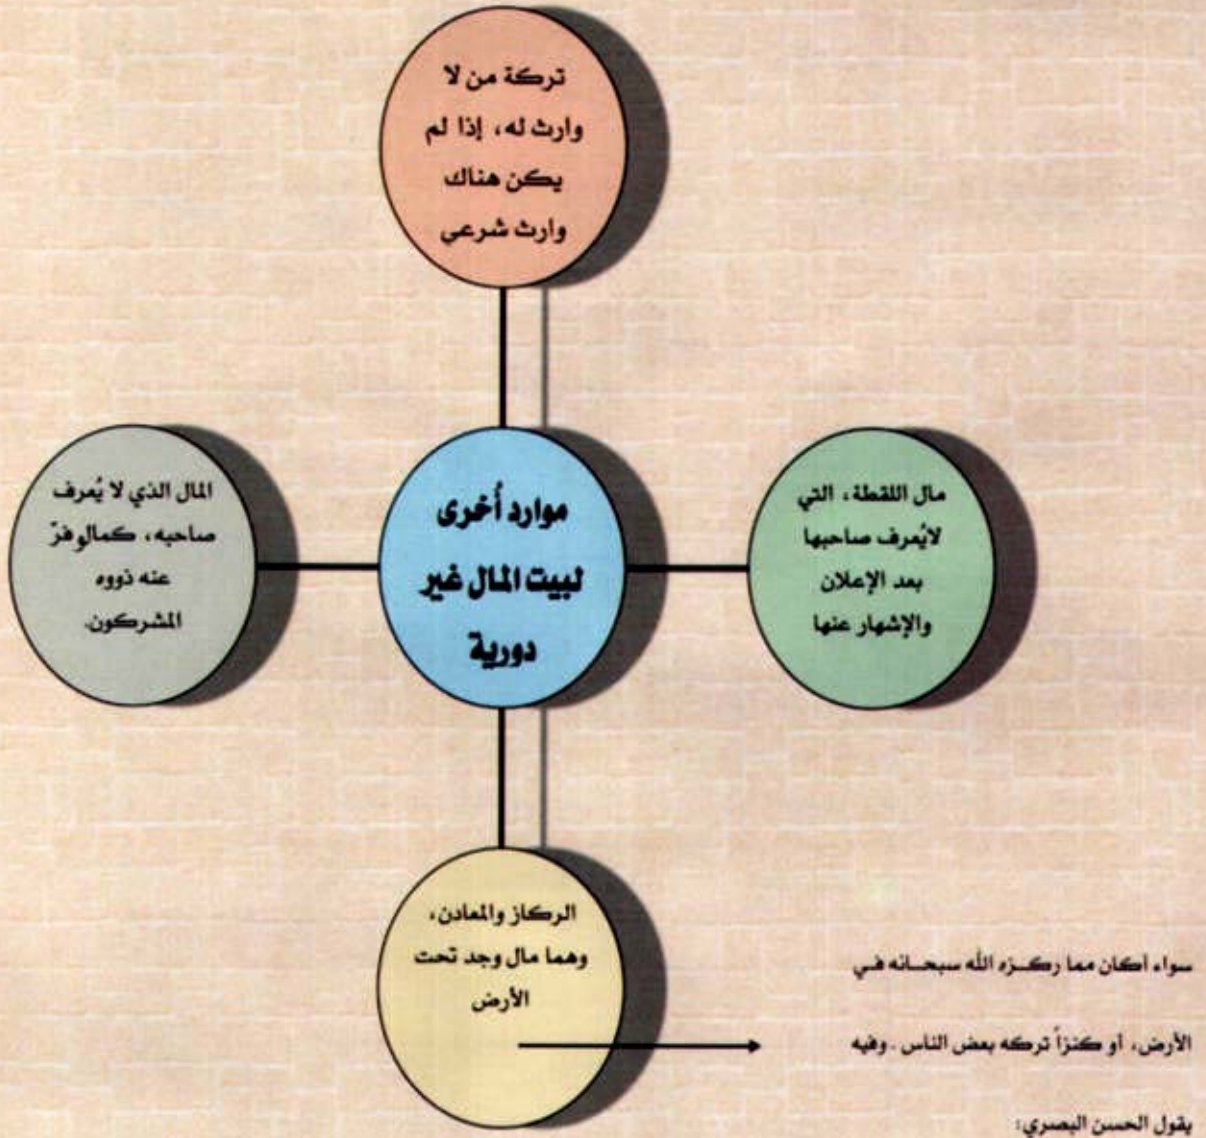 تركة من لا
وارث له، إذا لم
يكن هناك
وارث شرعي
مال اللقطة، التي
لايُعرف صاحبها
بعد الإعلان
والإشهار عنها
موارد أُخرى
لبيت المال غير
دورية
المال الذي لا يُعرف
صاحبه، كمالوفرّ
عنه ذووه
المشركون.
الركاز والمعادن،
وهما مال وجد تحت
الأرض
سواء أكان مما ركزه الله سبحانه في
الأرض، أو كنزاً تركه بعض الناس. وفيه
يقول الحسن البصري: